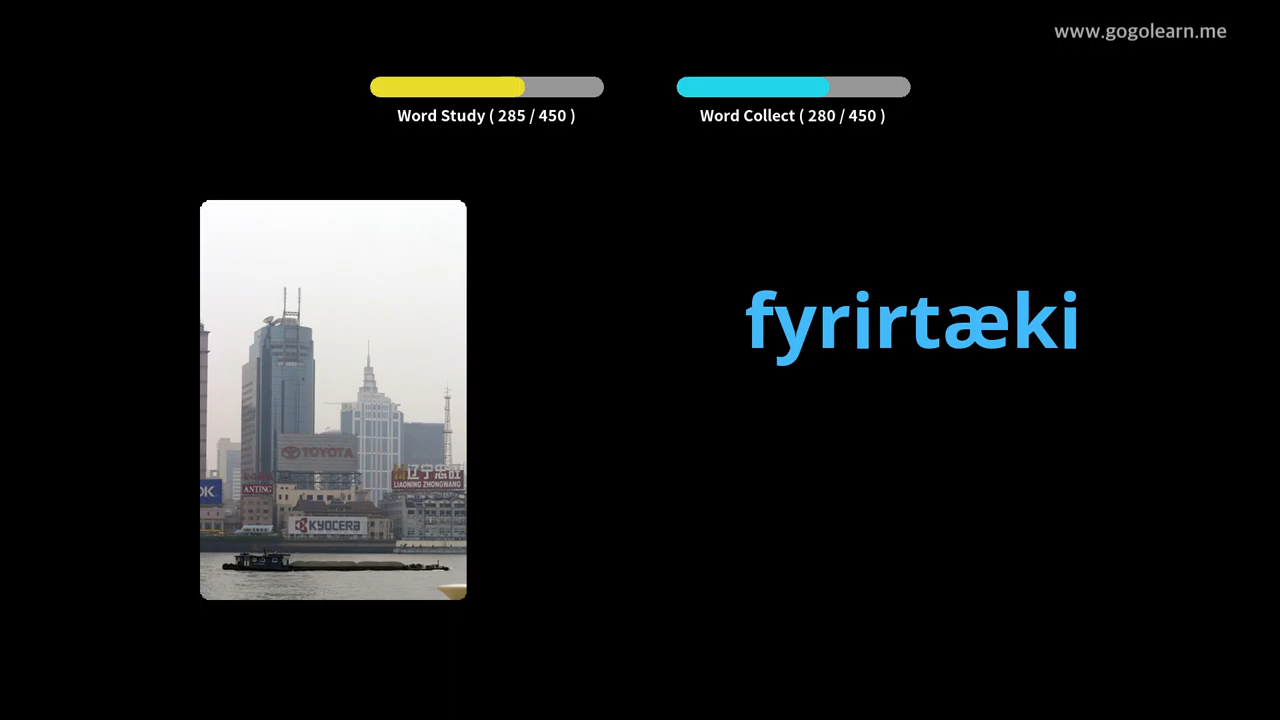 www.gogolearn.me
Word Study ( 285 / 450 )
Word Collect ( 280 / 450 )
fyrirtæki
TOYOTA
辽宁忠旺
LIAONING ZHONGWANG
OK
ANTING
KYOCERA